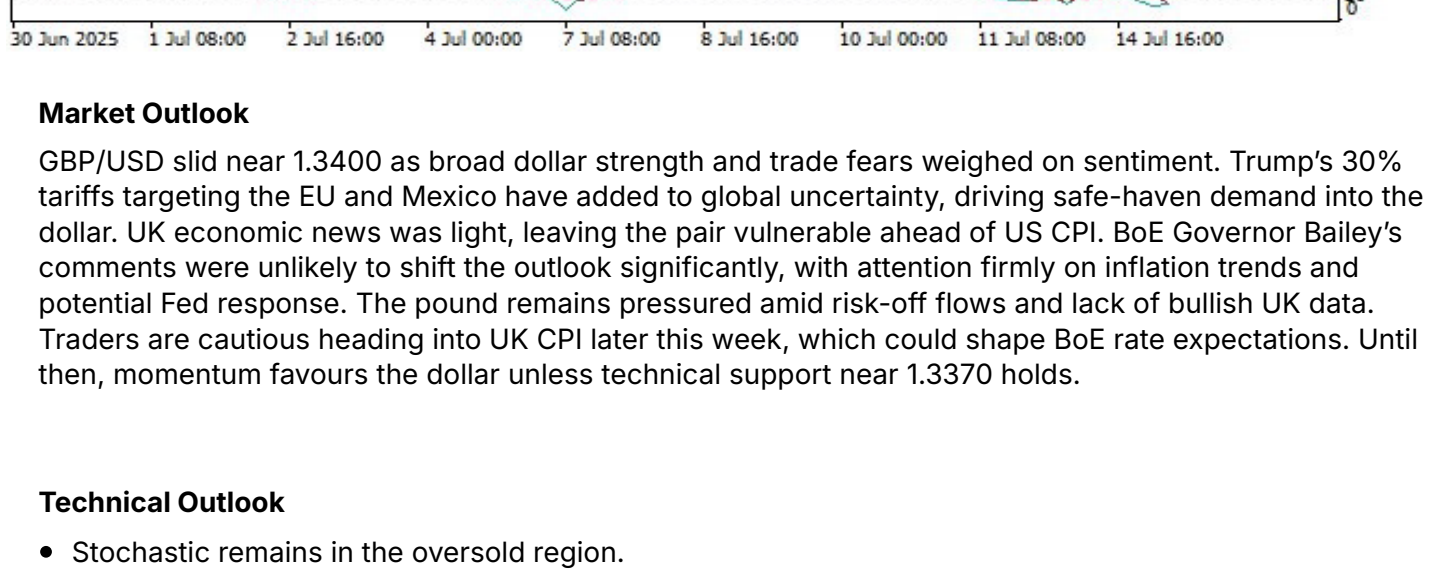 0
30 Jun 2025 1 Jul 08:00 2 Jul 16:00 4 Jul 00:00 7 Jul 08:00 8 Jul 16:00 10 Jul 00:00 11 Jul 08:00 14 Jul 16:00
Market Outlook
GBP/USD slid near 1.3400 as broad dollar strength and trade fears weighed on sentiment. Trump’s 30%
tariffs targeting the EU and Mexico have added to global uncertainty, driving safe-haven demand into the
dollar. UK economic news was light, leaving the pair vulnerable ahead of US CPI. BoE Governor Bailey’s
comments were unlikely to shift the outlook significantly, with attention firmly on inflation trends and
potential Fed response. The pound remains pressured amid risk-off flows and lack of bullish UK data.
Traders are cautious heading into UK CPI later this week, which could shape BoE rate expectations. Until
then, momentum favours the dollar unless technical support near 1.3370 holds.
Technical Outlook
• Stochastic remains in the oversold region.